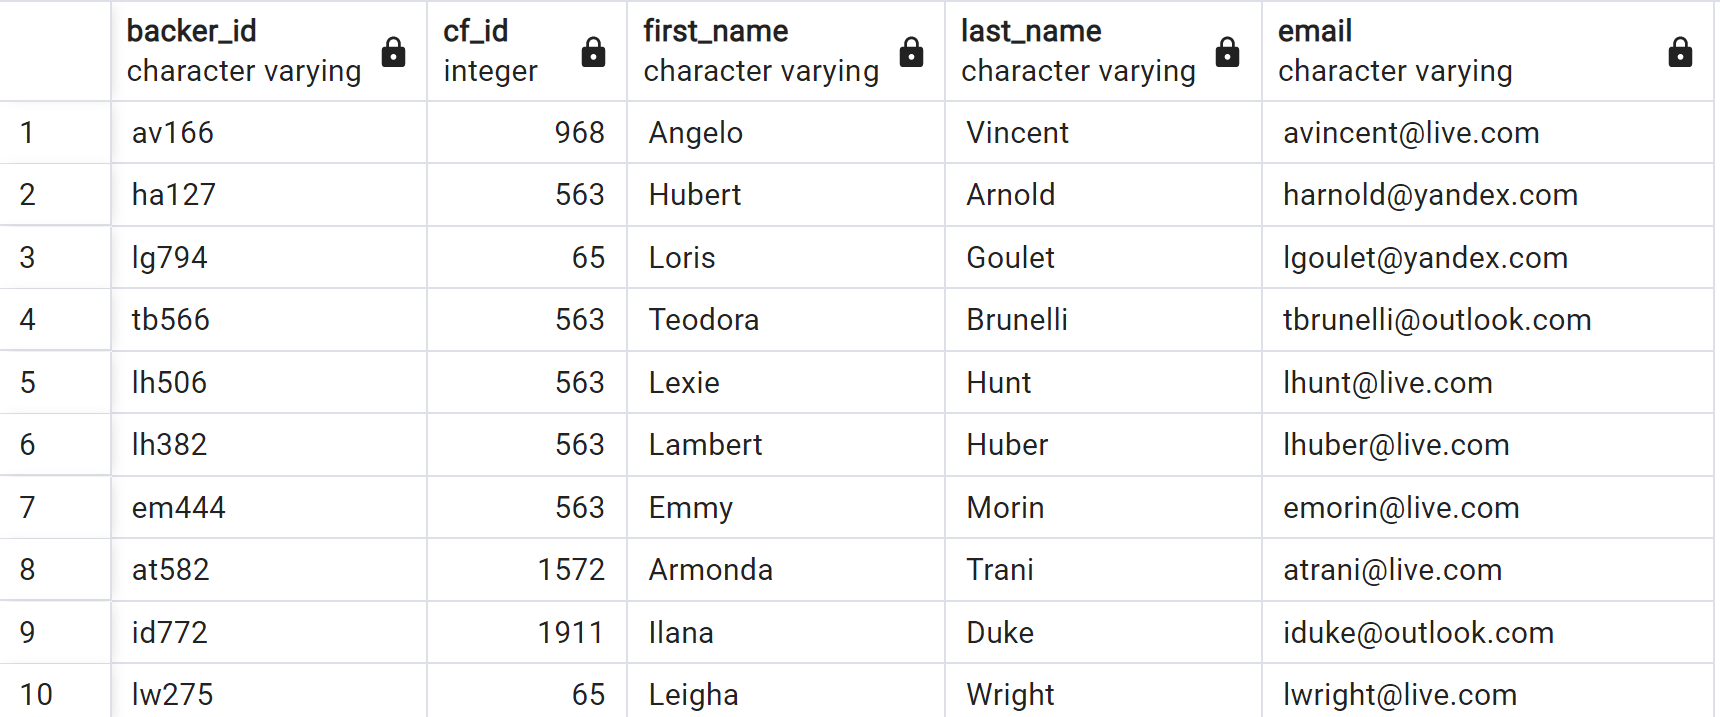 backer_id cf_id first_name last_name email
character varying integer character varying character varying character varying
1 av166 968 Angelo Vincent avincent@live.com
2 ha127 563 Hubert Arnold harnold@yandex.com
3 lg794 65 Loris Goulet lgoulet@yandex.com
4 tb566 563 Teodora Brunelli tbrunelli@outlook.com
5 lh506 563 Lexie Hunt lhunt@live.com
6 lh382 563 Lambert Huber lhuber@live.com
7 em444 563 Emmy Morin emorin@live.com
8 at582 1572 Armonda Trani atrani@live.com
9 id772 1911 Ilana Duke iduke@outlook.com
10 lw275 65 Leigha Wright lwright@live.com